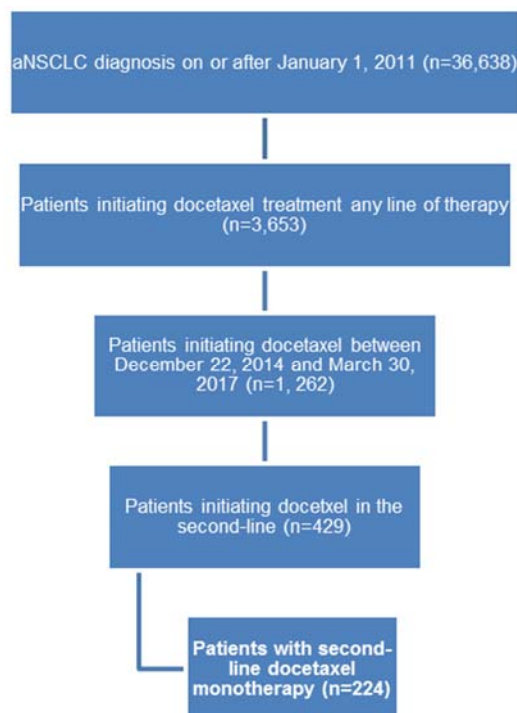 aNSCLC diagnosis on or after January 1, 2011 (n=36,638)
Patients initiating docetaxel treatment any line of therapy
(n=3,653)
Patients initiating docetaxel between
December 22, 2014 and March 30,
2017 (n=1, 262)
Patients initiating docetxel in the
second-line (n=429)
Patients with second-
line docetaxel
monotherapy (n=224)